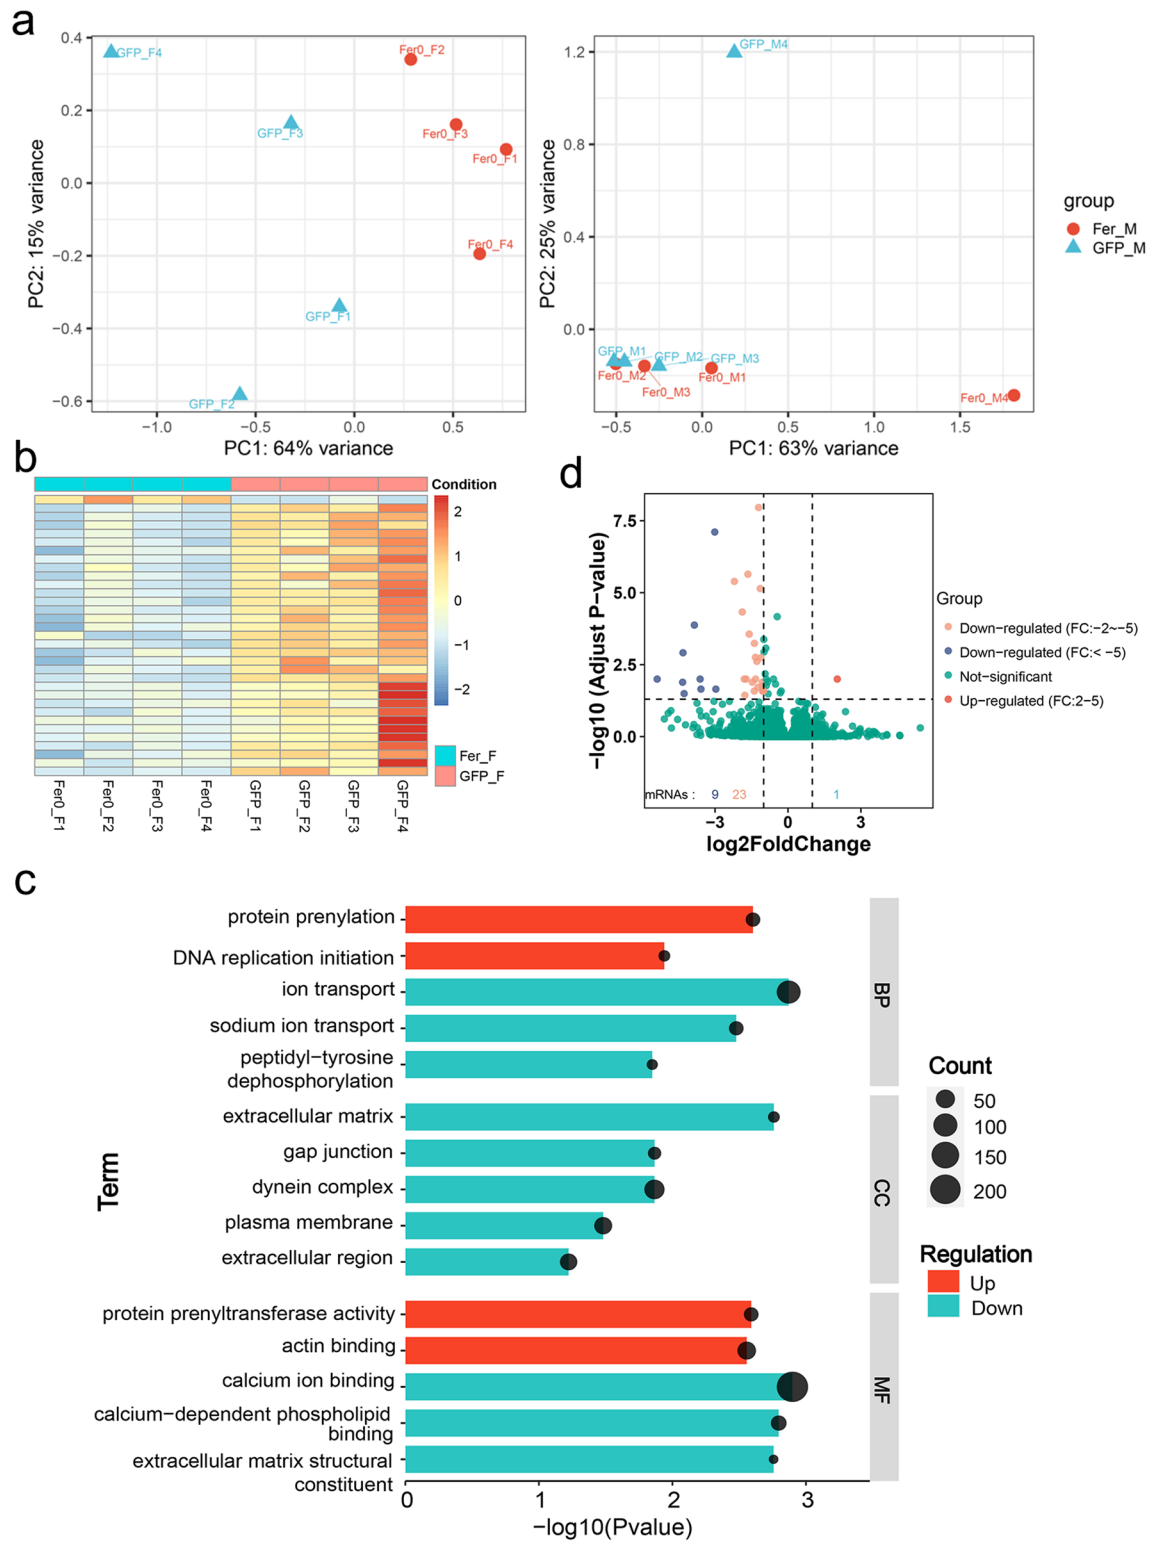 a
0.4
0.2
0.0
−0.2
−0.4
−0.6
PC2: 15% variance
GFP_F4
Fer0_F2
GFP_F3
Fer0_F3
Fer0_F1
Fer0_F4
GFP_F1
GFP_F2
−1.0
−0.5
0.0
0.5
PC1: 64% variance
1.2
0.8
0.4
0.0
PC2: 25% variance
GFP_M4
GFP_M1
GFP_M2
GFP_M3
Fer0_M2
Fer0_M3
Fer0_M1
Fer0_M4
−0.5
0.0
0.5
1.0
1.5
PC1: 63% variance
group
Fer_M
GFP_M
b
Condition
2
1
0
−1
−2
Fer_F
GFP_F
Fer0_F1
Fer0_F2
Fer0_F3
Fer0_F4
GFP_F1
GFP_F2
GFP_F3
GFP_F4
d
7.5
5.0
2.5
0.0
−log10 (Adjust P−value)
mRNAs :
9
23
1
−3
0
3
log2FoldChange
Group
Down−regulated (FC:−2~−5)
Down−regulated (FC:< −5)
Not−significant
Up−regulated (FC:2−5)
c
Term
protein prenylation
DNA replication initiation
ion transport
sodium ion transport
peptidyl−tyrosine
dephosphorylation
extracellular matrix
gap junction
dynein complex
plasma membrane
extracellular region
protein prenyltransferase activity
actin binding
calcium ion binding
calcium−dependent phospholipid
binding
extracellular matrix structural
constituent
BP
CC
MF
0
1
2
3
−log10(Pvalue)
Count
50
100
150
200
Regulation
Up
Down